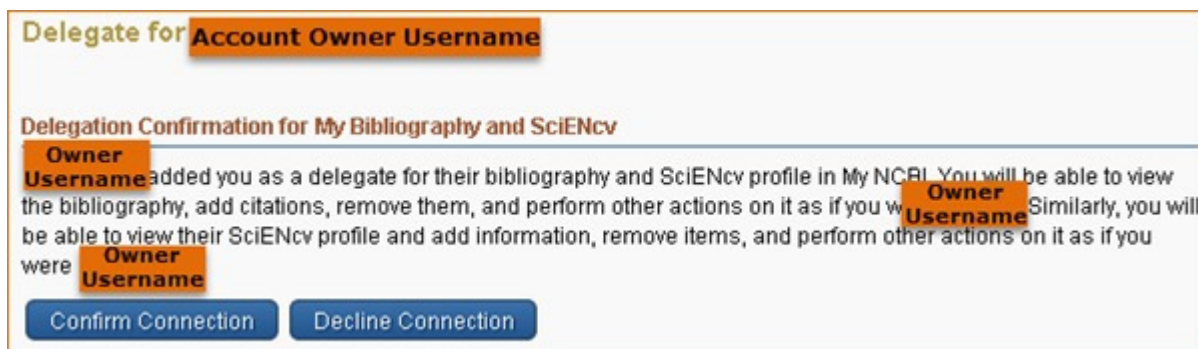 Delegate for Account Owner Username
Delegation Confirmation for My Bibliography and SciENcv
Owner Username added you as a delegate for their bibliography and SciENcv profile in My NCBI. You will be able to view
the bibliography, add citations, remove them, and perform other actions on it as if you Owner Username Similarly, you will
be able to view their SciENcv profile and add information, remove items, and perform other actions on it as if you
were Owner Username
Confirm Connection Decline Connection